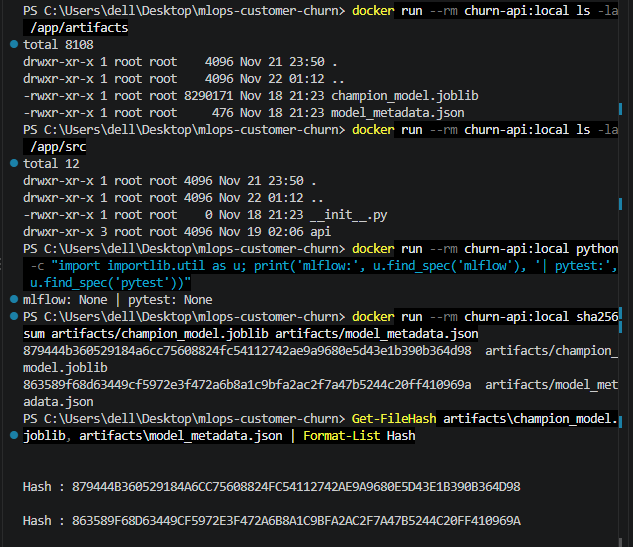 PS C:\Users\dell\Desktop\mlops-customer-churn> docker run --rm churn-api:local ls -la
 /app/artifacts
total 8108
drwxr-xr-x 1 root root    4096 Nov 21 23:50 .
drwxr-xr-x 1 root root    4096 Nov 22 01:12 ..
-rwxr-xr-x 1 root root 8290171 Nov 18 21:23 champion_model.joblib
-rwxr-xr-x 1 root root     476 Nov 18 21:23 model_metadata.json
PS C:\Users\dell\Desktop\mlops-customer-churn> docker run --rm churn-api:local ls -la
 /app/src
total 12
drwxr-xr-x 1 root root 4096 Nov 21 23:50 .
drwxr-xr-x 1 root root 4096 Nov 22 01:12 ..
-rwxr-xr-x 1 root root    0 Nov 18 21:23 __init__.py
drwxr-xr-x 3 root root 4096 Nov 19 02:06 api
PS C:\Users\dell\Desktop\mlops-customer-churn> docker run --rm churn-api:local python
 -c "import importlib.util as u; print('mlflow:', u.find_spec('mlflow'), '| pytest:',
 u.find_spec('pytest'))"
mlflow: None | pytest: None
PS C:\Users\dell\Desktop\mlops-customer-churn> docker run --rm churn-api:local sha256
sum artifacts/champion_model.joblib artifacts/model_metadata.json
879444b360529184a6cc75608824fc54112742ae9a9680e5d43e1b390b364d98  artifacts/champion_
model.joblib
863589f68d63449cf5972e3f472a6b8a1c9bfa2ac2f7a47b5244c20ff410969a  artifacts/model_met
adata.json
PS C:\Users\dell\Desktop\mlops-customer-churn> Get-FileHash artifacts\champion_model.
joblib, artifacts\model_metadata.json | Format-List Hash
Hash : 879444B360529184A6CC75608824FC54112742AE9A9680E5D43E1B390B364D98
Hash : 863589F68D63449CF5972E3F472A6B8A1C9BFA2AC2F7A47B5244C20FF410969A